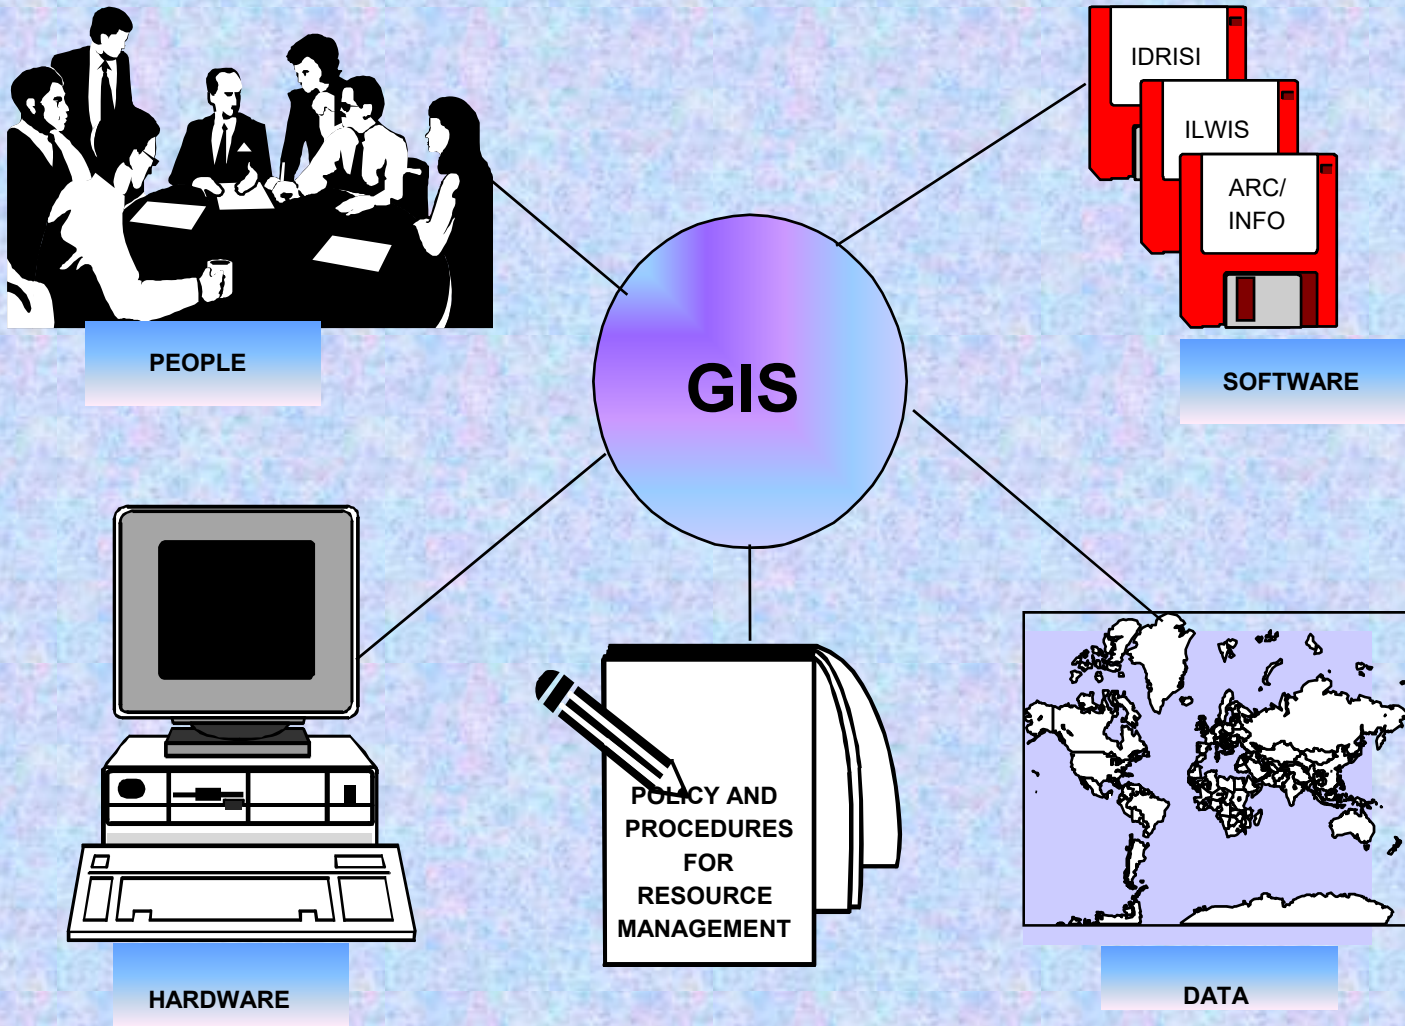 IDRISI
ILWIS
ARC/
INFO
PEOPLE
SOFTWARE
GIS
POLICY AND
PROCEDURES
FOR
RESOURCE
MANAGEMENT
HARDWARE
DATA